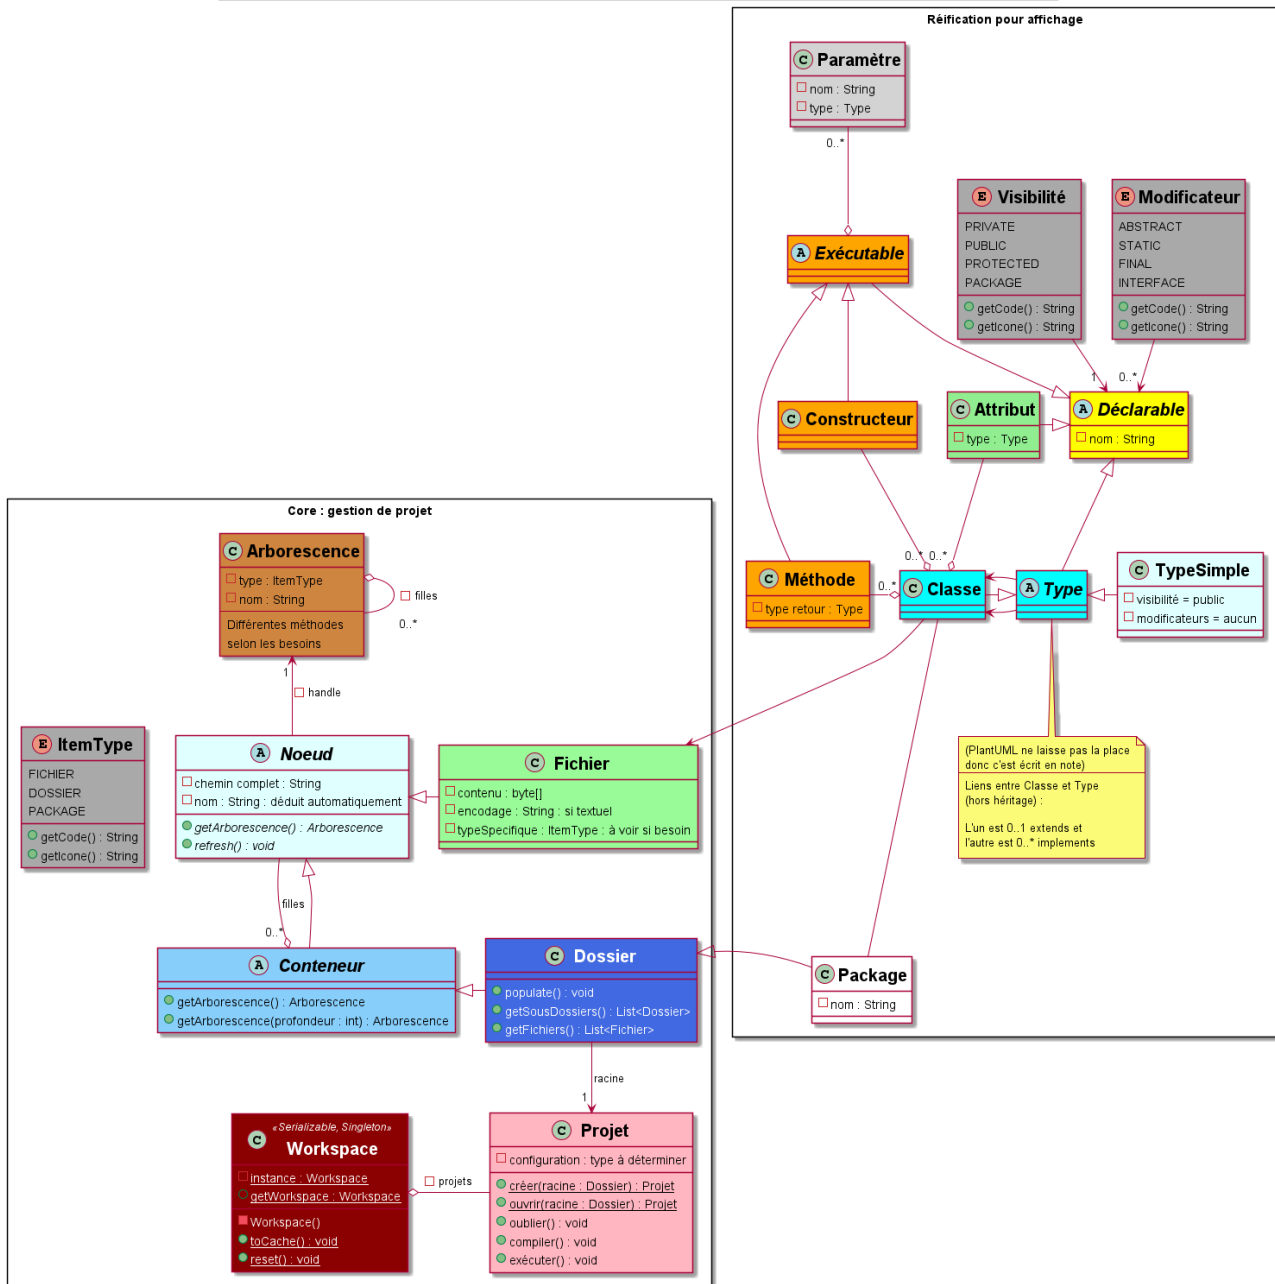 Réification pour affichage
C Paramètre
nom : String
type : Type
0..*
E Visibilité
PRIVATE
PUBLIC
PROTECTED
PACKAGE
getCode() : String
getIcone() : String
E Modificateur
ABSTRACT
STATIC
FINAL
INTERFACE
getCode() : String
getIcone() : String
A Exécutable
1
0..*
C Constructeur
C Attribut
type : Type
A Déclarable
nom : String
Core : gestion de projet
C Arborescence
type : ItemType
nom : String
Différentes méthodes
selon les besoins
filles
0..*
1
handle
0..*
0..*
C Méthode
type retour : Type
0..*
C Classe
A Type
C TypeSimple
visibilité = public
modificateurs = aucun
E ItemType
FICHIER
DOSSIER
PACKAGE
getCode() : String
getIcone() : String
A Noeud
chemin complet : String
nom : String : déduit automatiquement
getArborescence() : Arborescence
refresh() : void
C Fichier
contenu : byte[]
encodage : String : si textuel
typeSpecifique : ItemType : à voir si besoin
(PlantUML ne laisse pas la place
donc c'est écrit en note)
Liens entre Classe et Type
(hors héritage) :
L'un est 0..1 extends et
l'autre est 0..* implements
filles
0..*
A Conteneur
getArborescence() : Arborescence
getArborescence(profondeur : int) : Arborescence
C Dossier
populate() : void
getSousDossiers() : List<Dossier>
getFichiers() : List<Fichier>
C Package
nom : String
racine
1
C «Serializable, Singleton»
Workspace
instance : Workspace
getWorkspace : Workspace
Workspace()
toCache() : void
reset() : void
projets
C Projet
configuration : type à déterminer
créer(racine : Dossier) : Projet
ouvrir(racine : Dossier) : Projet
oublier() : void
compiler() : void
exécuter() : void